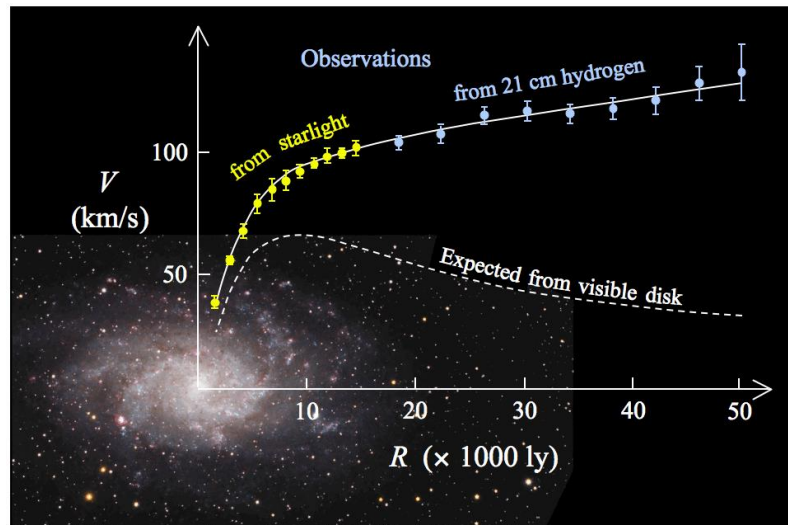 Observations
from 21 cm hydrogen
from starlight
100
V
(km/s)
50
Expected from visible disk
10
20
30
40
50
R (× 1000 ly)